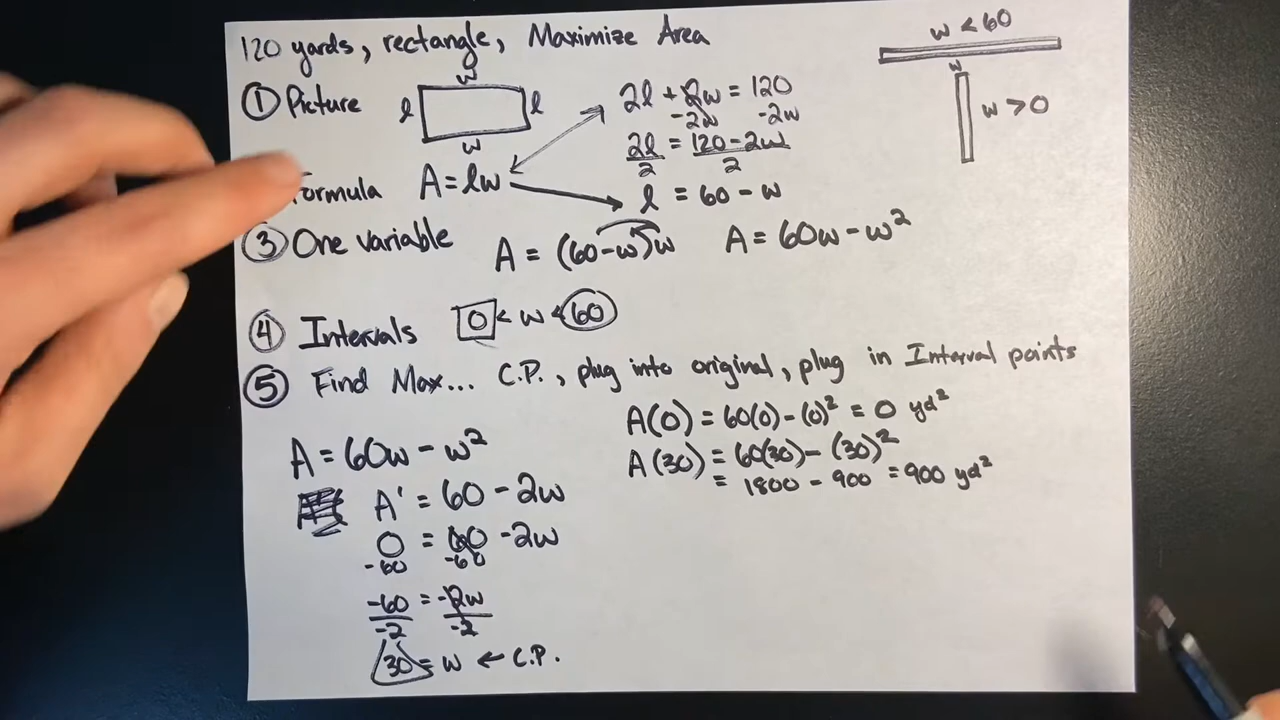 120 yards, rectangle, Maximize Area
w < 60
w
① Picture
l
l
w
2l + 2w = 120
-2w -2w
w
w > 0
2l = 120 - 2w
2 2
Formula A = lw
l = 60 - w
③ One variable A = (60-w)w A = 60w - w²
④ Intervals 0 < w < 60
⑤ Find Max... C.P., plug into original, plug in Interval points
A(0) = 60(0) - (0)² = 0 yd²
A = 60w - w²
A(30) = 60(30) - (30)²
= 1800 - 900 = 900 yd²
A' = 60 - 2w
0 = 60 - 2w
-60 -60
-60 = -2w
-2 -2
30 = w ← C.P.